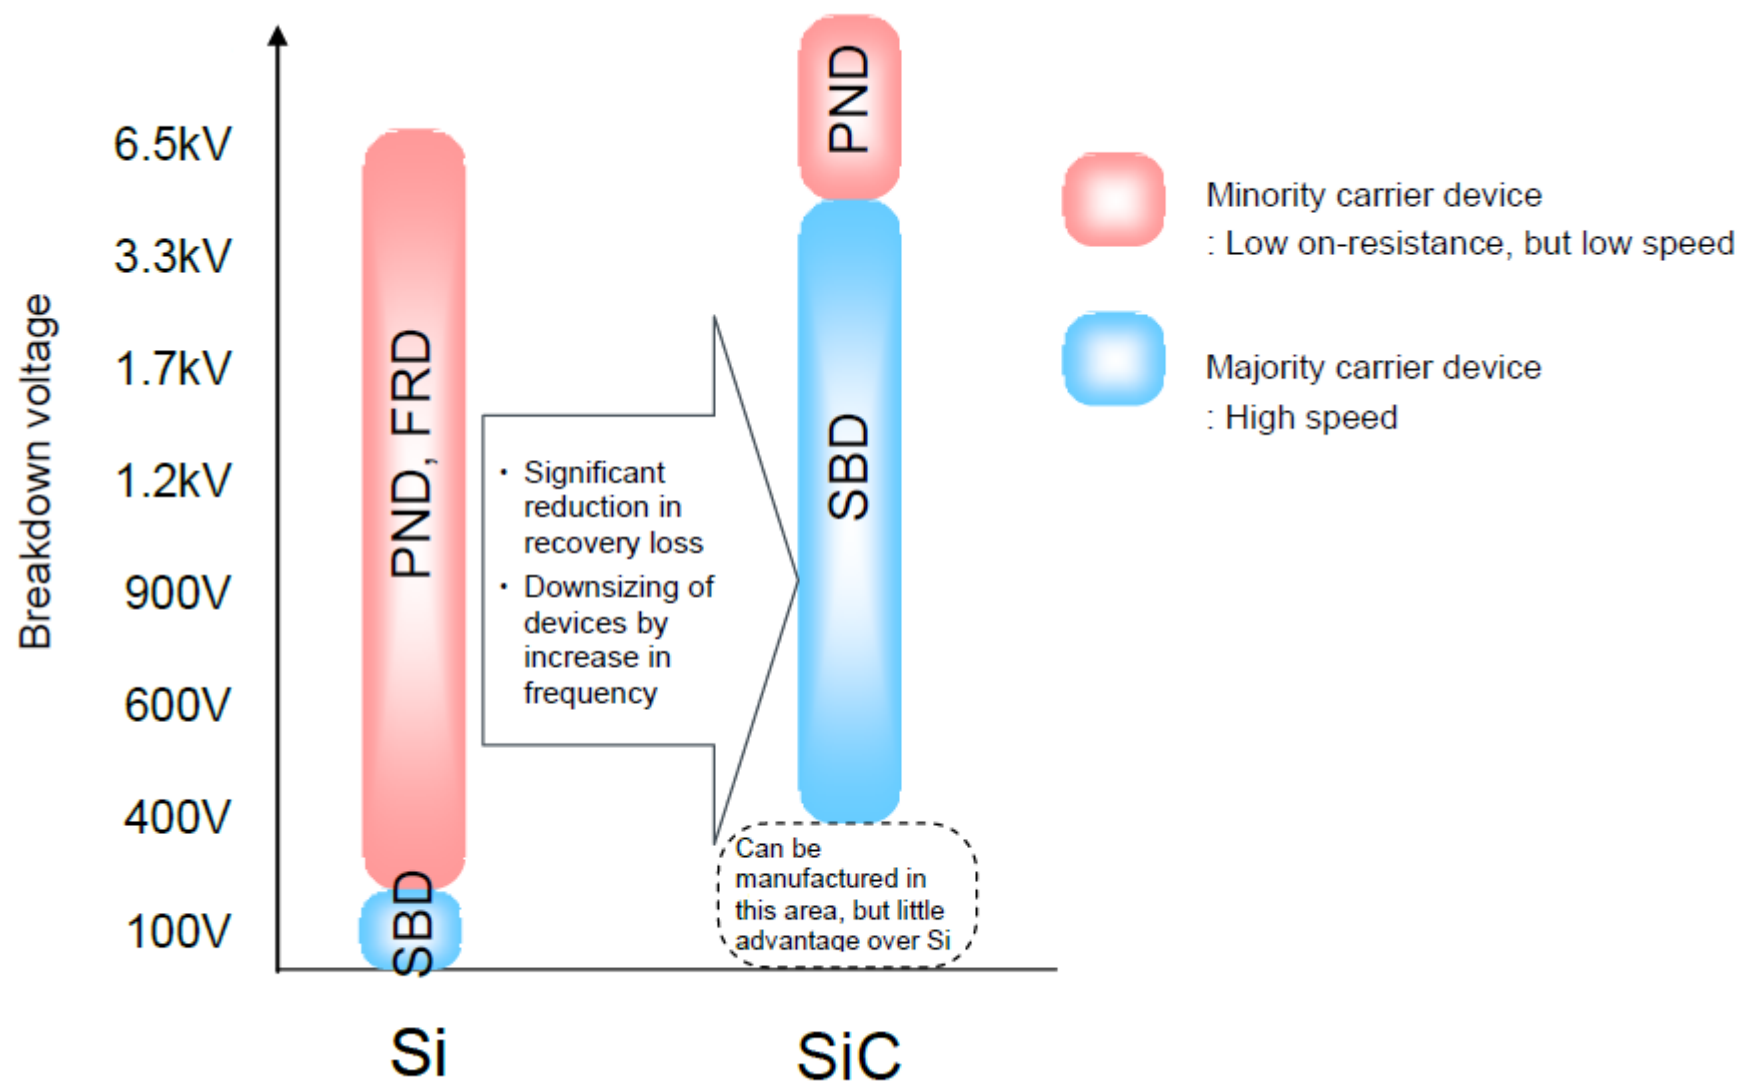 Breakdown voltage
6.5kV
3.3kV
1.7kV
1.2kV
900V
600V
400V
100V
PND, FRD
SBD
Si
・ Significant
reduction in
recovery loss
・ Downsizing of
devices by
increase in
frequency
PND
SBD
Can be
manufactured in
this area, but little
advantage over Si
SiC
Minority carrier device
: Low on-resistance, but low speed
Majority carrier device
: High speed